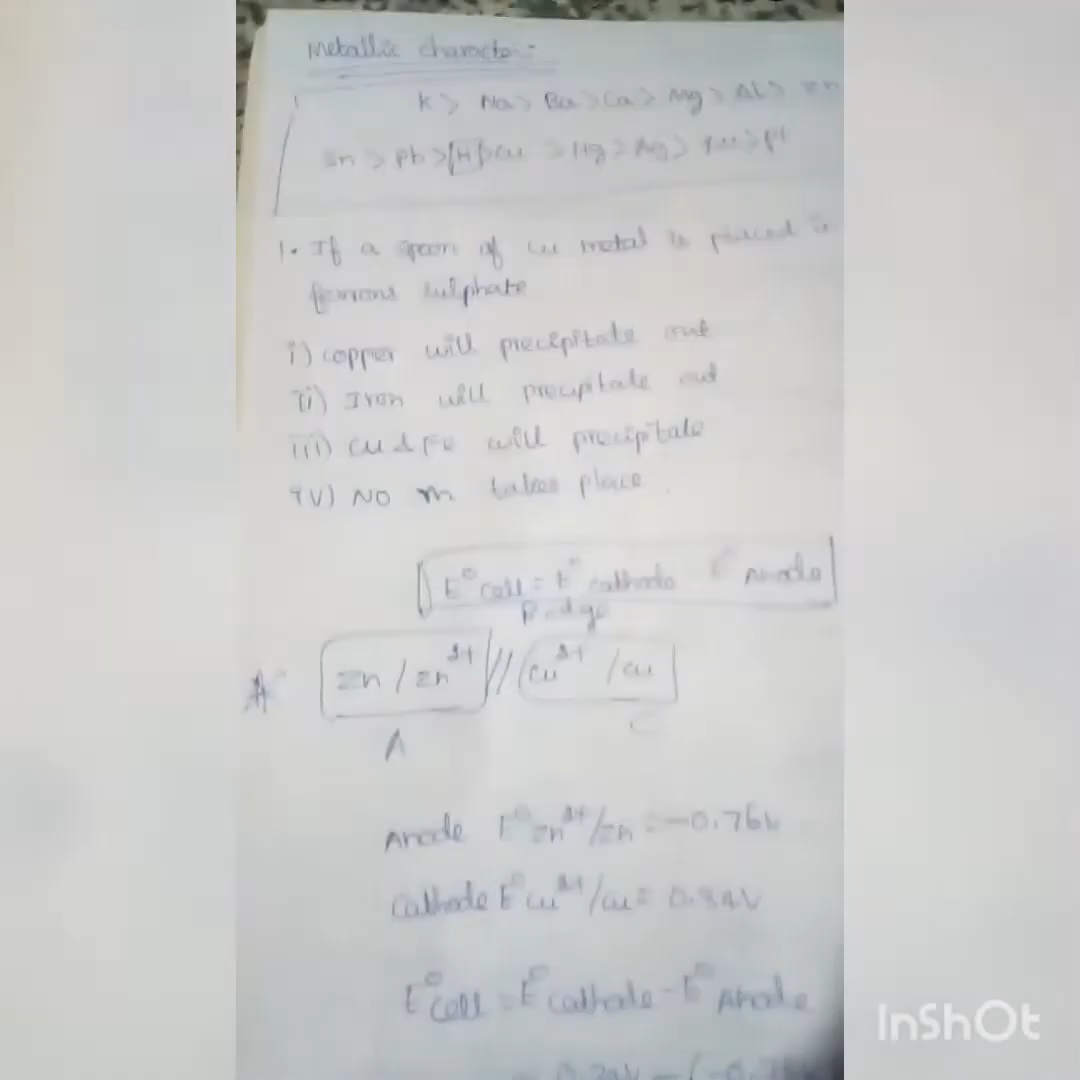 Metallic character:-
K > Na > Ba > Ca > Mg > Al > Zn
Sn > Pb > [H] > Cu > Hg > Ag > Au > Pt
1. If a spoon of Cu metal is placed in
ferrous sulphate
i) copper will precipitate out
ii) Iron will precipitate out
iii) Cu & Fe will precipitate
iv) NO rn takes place.
E° cell = E° cathode E° Anode
Zn / Zn²⁺ // Cu²⁺ / Cu
A C
Anode E° Zn²⁺/Zn = -0.76V
Cathode E° Cu²⁺/Cu = 0.34V
E° cell = E° cathode - E° Anode
InShOt